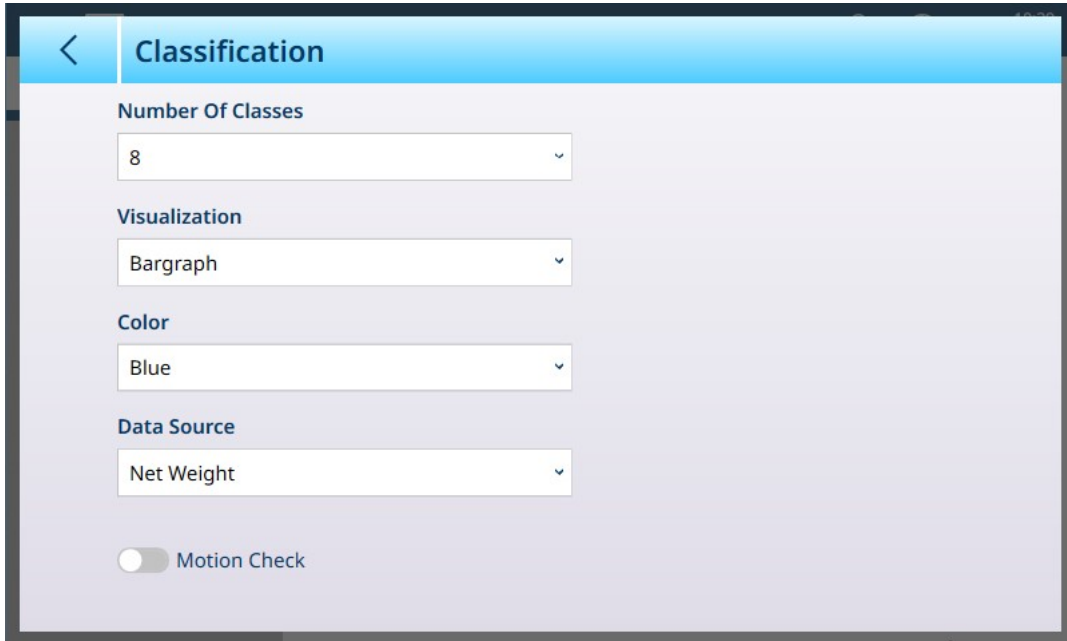 Classification
Number Of Classes
8
Visualization
Bargraph
Color
Blue
Data Source
Net Weight
Motion Check